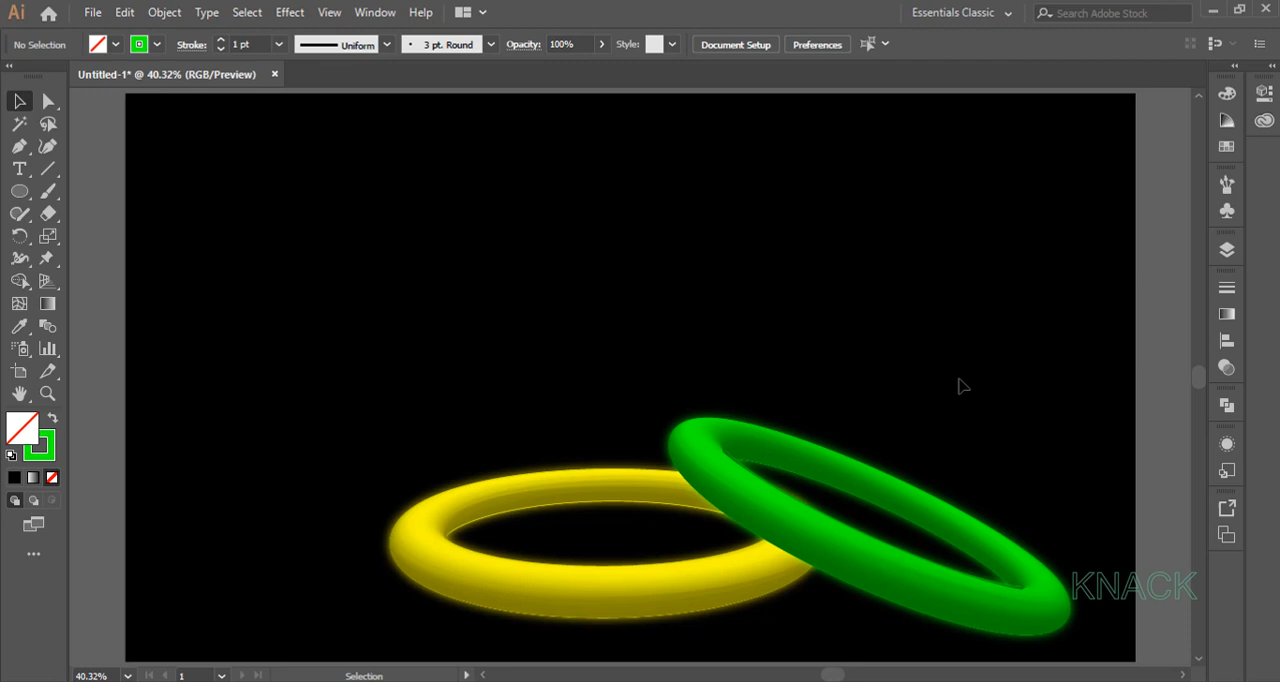 Ai File Edit Object Type Select Effect View Window Help Essentials Classic Search Adobe Stock
No Selection Stroke: 1 pt Uniform 3 pt. Round Opacity: 100% Style: Document Setup Preferences
Untitled-1* @ 40.32% (RGB/Preview)
KNACK
40.32% 1 Selection